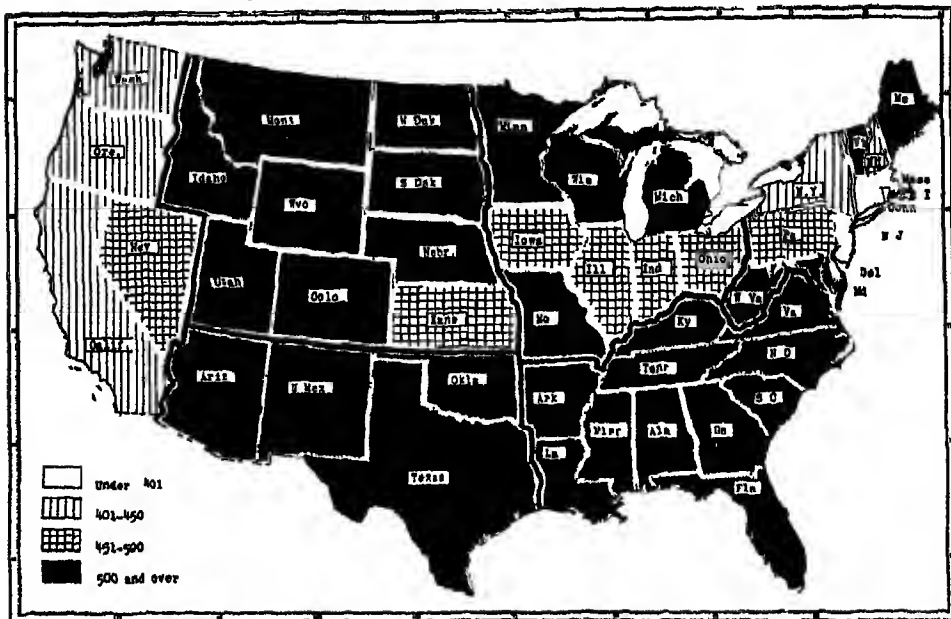 Wash
Mont
N Dak
Minn
Me
Ore.
Idaho
Wyo
S Dak
Wis
Mich
N.Y
Vt
NH
Mass
R I
Conn
Nev
Utah
Colo
Nebr.
Iowa
Ill
Ind
Ohio
Pa
N J
Del
Md
Calif.
Kans
Mo
Ky
W Va
Va
Ariz
N Mex
Okla
Ark
Tenn
N C
S C
Texas
La
Miss
Ala
Ga
Fla
Under 401
401-450
451-500
500 and over